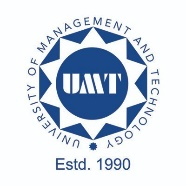 UNIVERSITY OF MANAGEMENT AND TECHNOLOGY
UMT
Estd. 1990